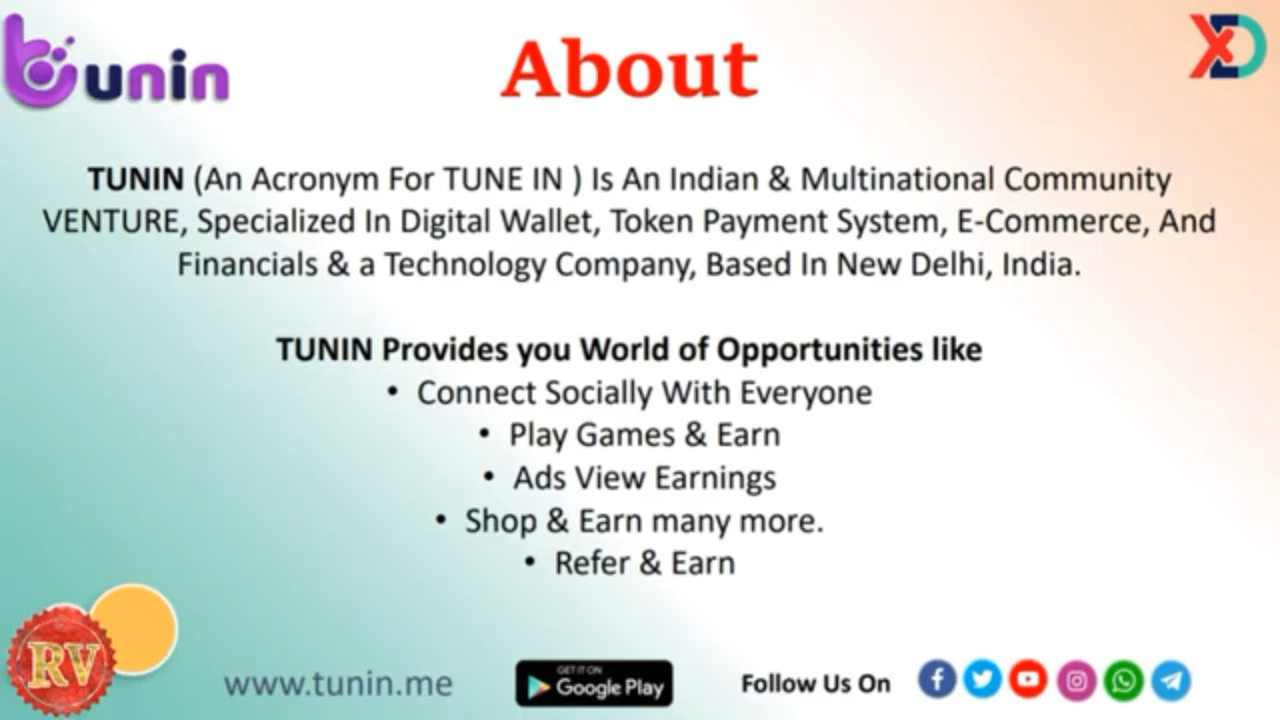 tunin
About
XD
TUNIN (An Acronym For TUNE IN ) Is An Indian & Multinational Community
VENTURE, Specialized In Digital Wallet, Token Payment System, E-Commerce, And
Financials & a Technology Company, Based In New Delhi, India.
TUNIN Provides you World of Opportunities like
• Connect Socially With Everyone
• Play Games & Earn
• Ads View Earnings
• Shop & Earn many more.
• Refer & Earn
RV
www.tunin.me
GET IT ON
Google Play
Follow Us On